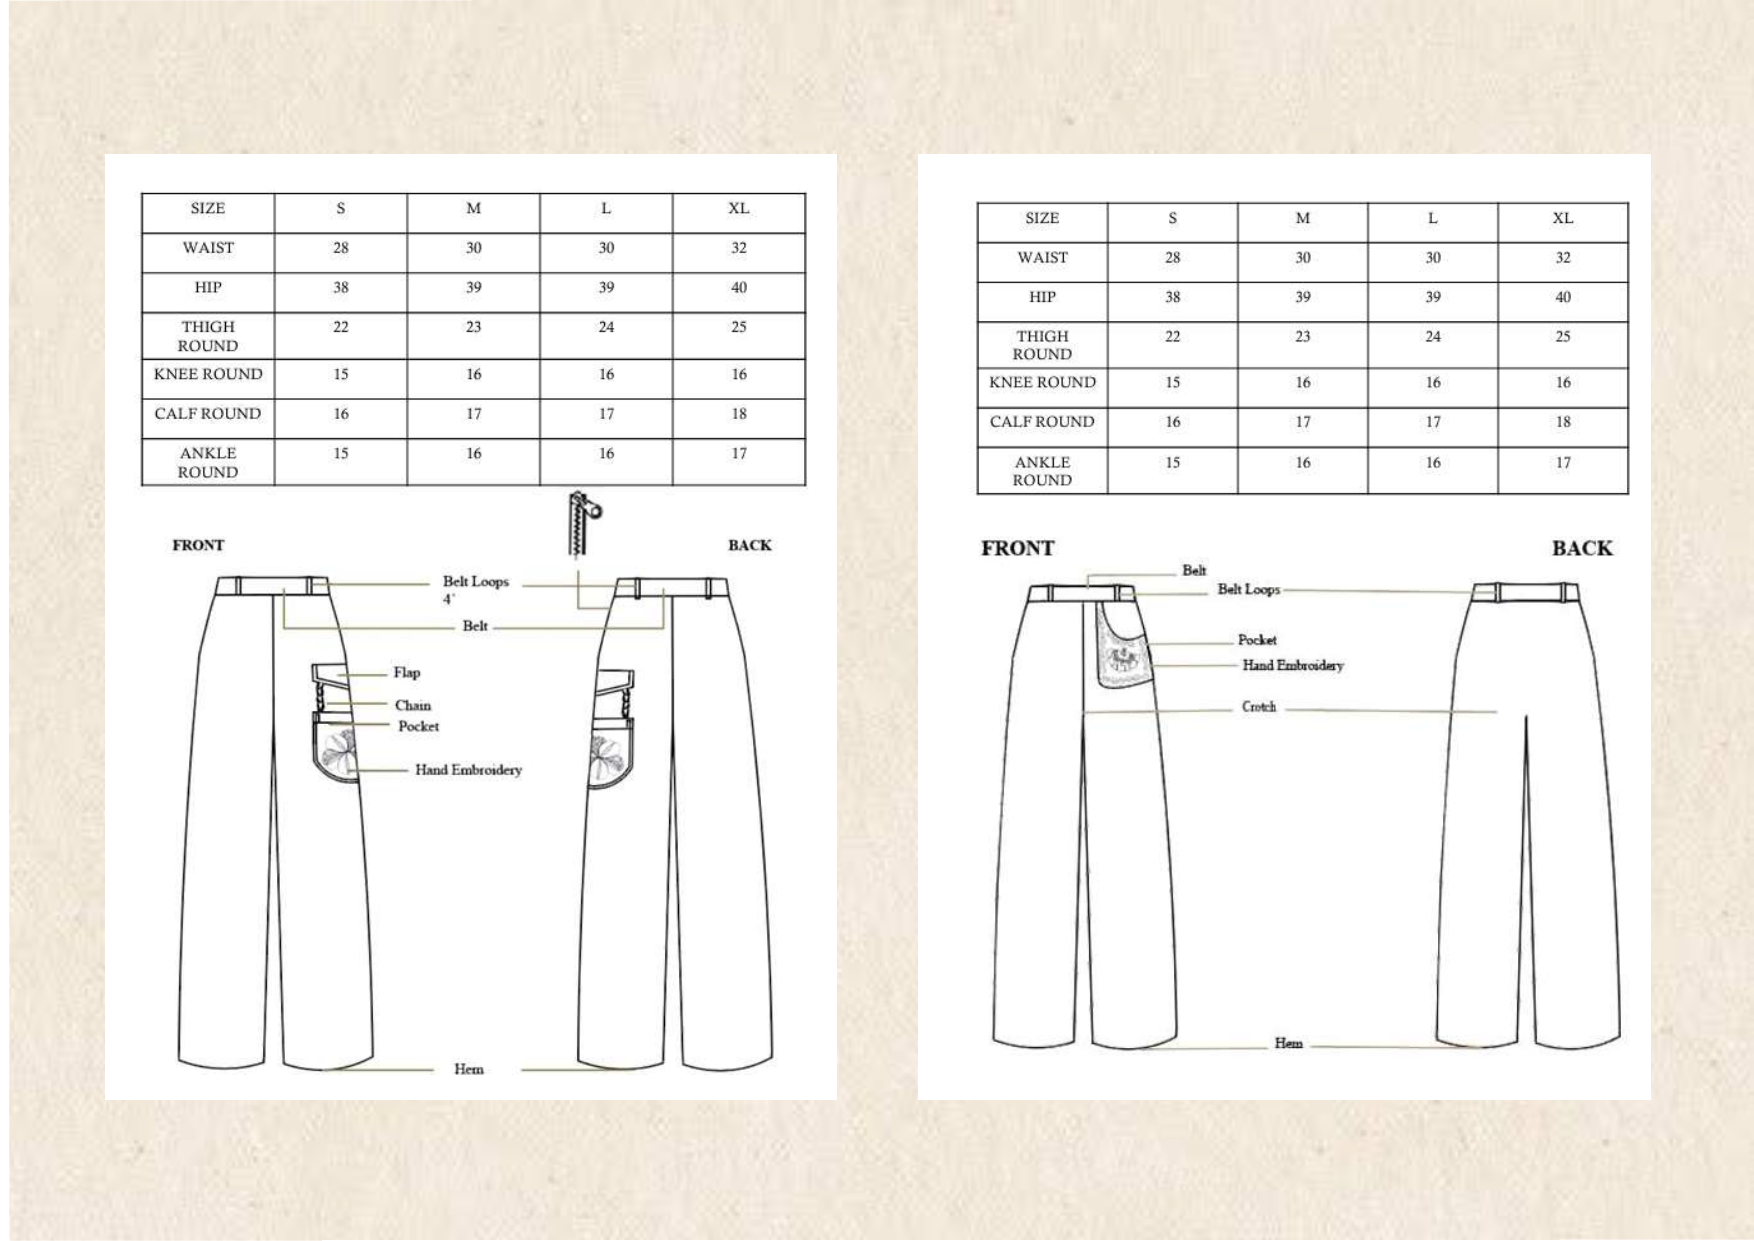 SIZE S M L XL
WAIST 28 30 30 32
HIP 38 39 39 40
THIGH ROUND 22 23 24 25
KNEE ROUND 15 16 16 16
CALF ROUND 16 17 17 18
ANKLE ROUND 15 16 16 17
FRONT
BACK
Belt Loops
4"
Belt
Flap
Chain
Pocket
Hand Embroidery
Hem
SIZE S M L XL
WAIST 28 30 30 32
HIP 38 39 39 40
THIGH ROUND 22 23 24 25
KNEE ROUND 15 16 16 16
CALF ROUND 16 17 17 18
ANKLE ROUND 15 16 16 17
FRONT
BACK
Belt
Belt Loops
Pocket
Hand Embroidery
Crotch
Hem